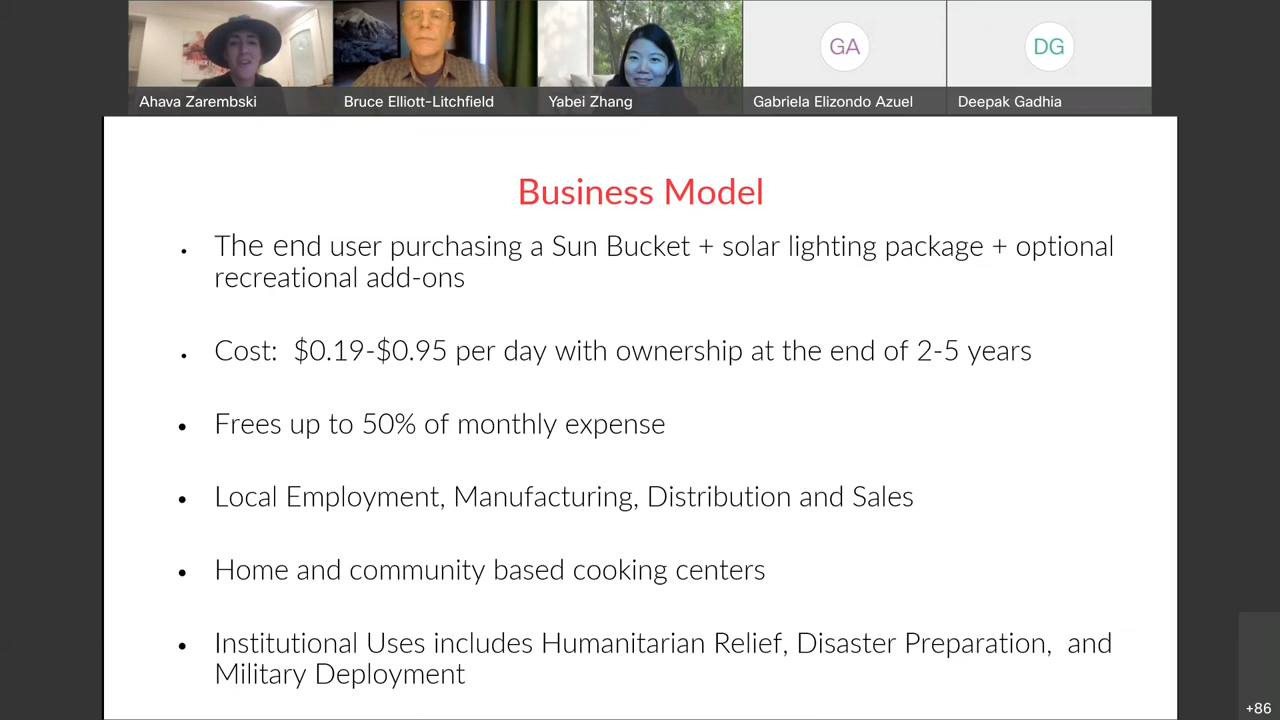 Ahava Zarembski
Bruce Elliott-Litchfield
Yabei Zhang
GA
Gabriela Elizondo Azuel
DG
Deepak Gadhia
Business Model
The end user purchasing a Sun Bucket + solar lighting package + optional
recreational add-ons
Cost:  $0.19-$0.95 per day with ownership at the end of 2-5 years
Frees up to 50% of monthly expense
Local Employment, Manufacturing, Distribution and Sales
Home and community based cooking centers
Institutional Uses includes Humanitarian Relief, Disaster Preparation,  and
Military Deployment
+86